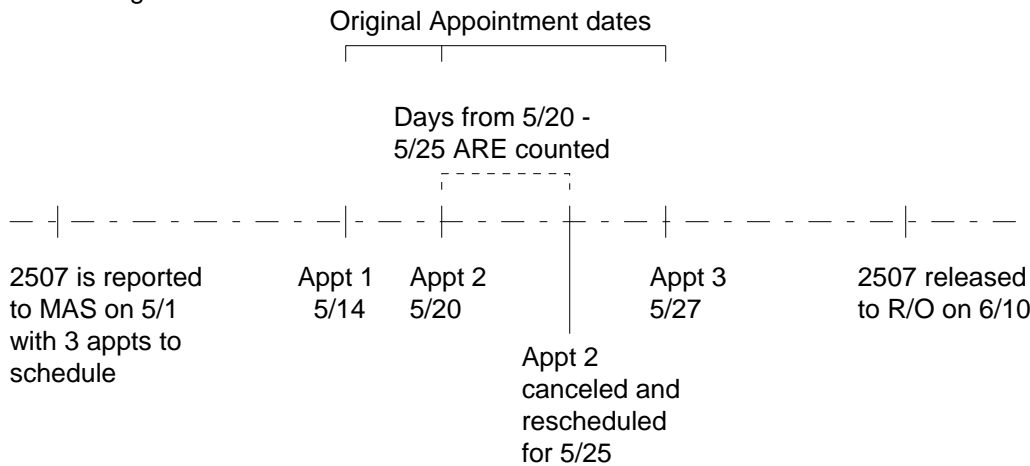 Original Appointment dates
Days from 5/20 -
5/25 ARE counted
2507 is reported
to MAS on 5/1
with 3 appts to
schedule
Appt 1
5/14
Appt 2
5/20
Appt 2
canceled and
rescheduled
for 5/25
Appt 3
5/27
2507 released
to R/O on 6/10